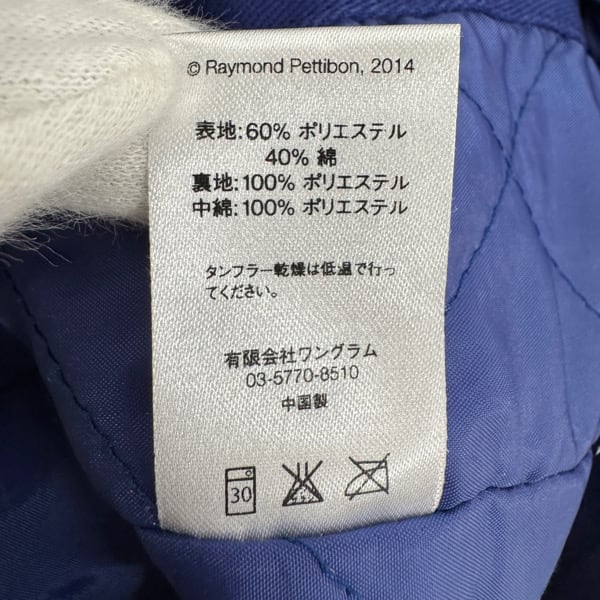 © Raymond Pettibon, 2014
表地:60% ポリエステル
40% 綿
裏地:100% ポリエステル
中綿:100% ポリエステル
タンフラー乾燥は低温で行っ
てください。
有限会社ワングラム
03-5770-8510
中国製
30